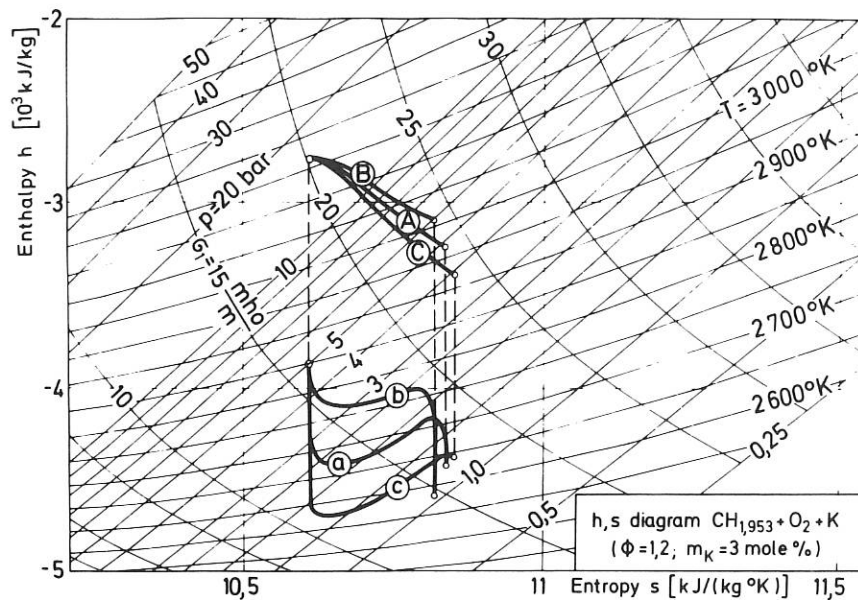 -2
-3
-4
-5
Enthalpy h [10³kJ/kg]
50
40
30
p=20 bar
10
5
4
3
1,0
0,5
0,25
30
25
20
G₁=15 mho/m
10
T=3000°K
2900°K
2800°K
2700°K
2600°K
B
A
C
b
a
c
h,s diagram CH1,953+O₂+K
(Φ=1,2; mK=3 mole %)
10,5
11
Entropy s [kJ/(kg °K)]
11,5